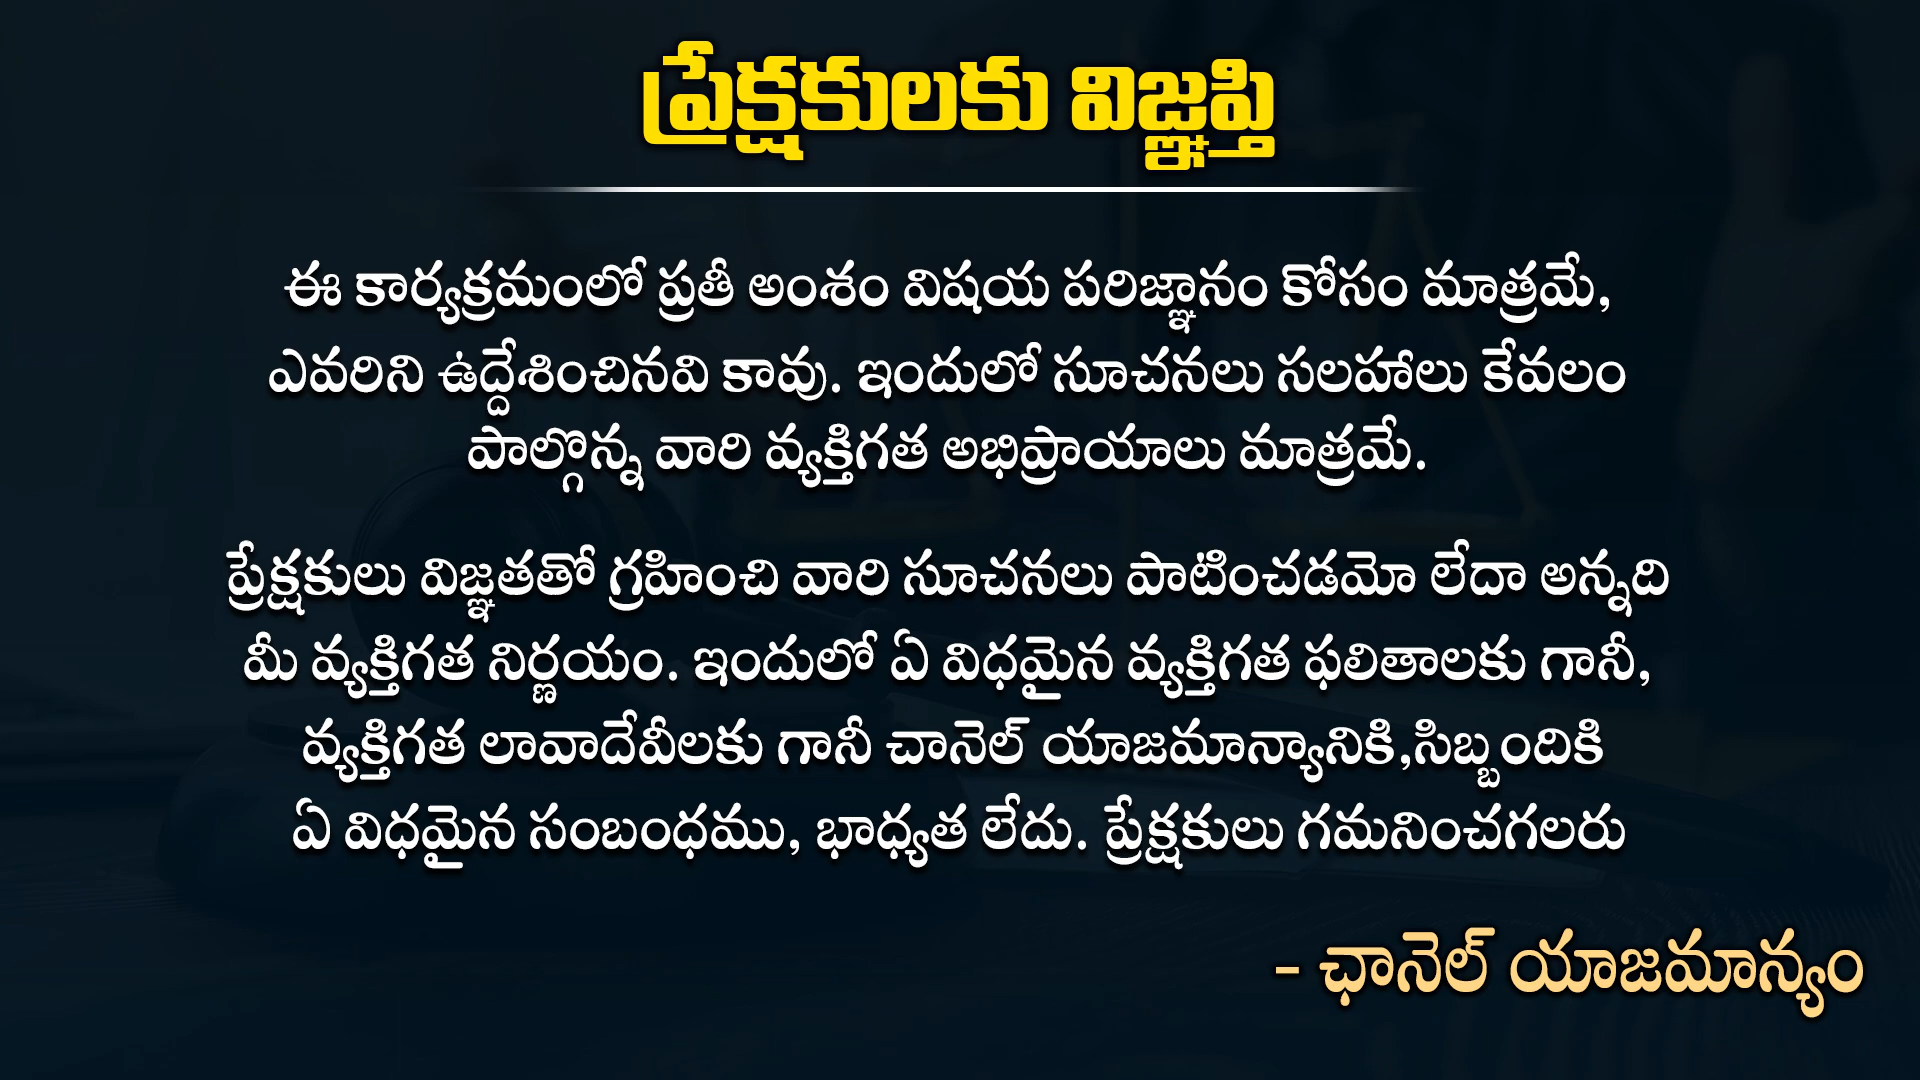 ప్రేక్షకులకు విజ్ఞప్తి
ఈ కార్యక్రమంలో ప్రతీ అంశం విషయ పరిజ్ఞానం కోసం మాత్రమే,
ఎవరిని ఉద్దేశించినవి కావు. ఇందులో సూచనలు సలహాలు కేవలం
పాల్గొన్న వారి వ్యక్తిగత అభిప్రాయాలు మాత్రమే.
ప్రేక్షకులు విజ్ఞతతో గ్రహించి వారి సూచనలు పాటించడమో లేదా అన్నది
మీ వ్యక్తిగత నిర్ణయం. ఇందులో ఏ విధమైన వ్యక్తిగత ఫలితాలకు గానీ,
వ్యక్తిగత లావాదేవీలకు గానీ చానెల్ యాజమాన్యానికి,సిబ్బందికి
ఏ విధమైన సంబంధము, భాధ్యత లేదు. ప్రేక్షకులు గమనించగలరు
- ఛానెల్ యాజమాన్యం